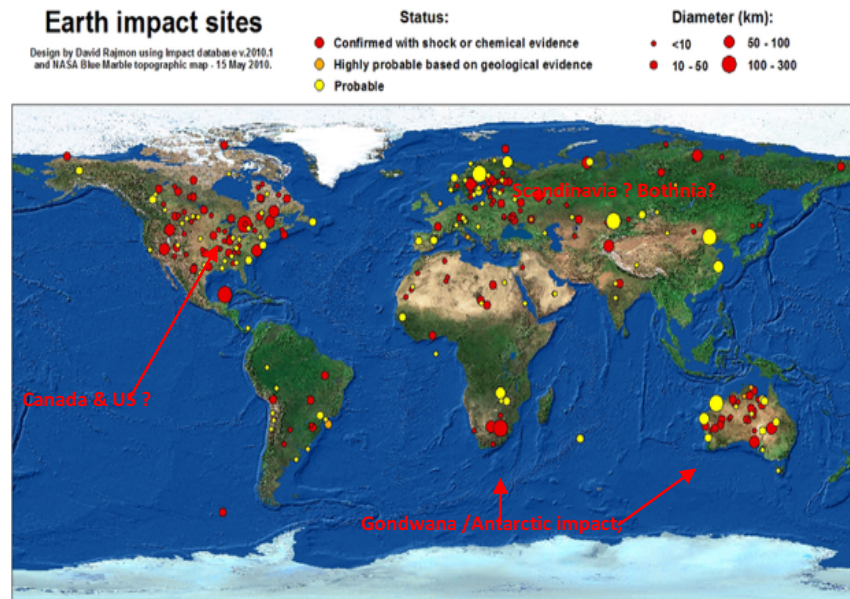 Earth impact sites
Design by David Rajmon using Impact database v.2010.1
and NASA Blue Marble topographic map - 15 May 2010.
Status:
Confirmed with shock or chemical evidence
Highly probable based on geological evidence
Probable
Diameter (km):
<10
50 - 100
10 - 50
100 - 300
Scandinavia ? Bothnia?
Canada & US ?
Gondwana /Antarctic Impact;